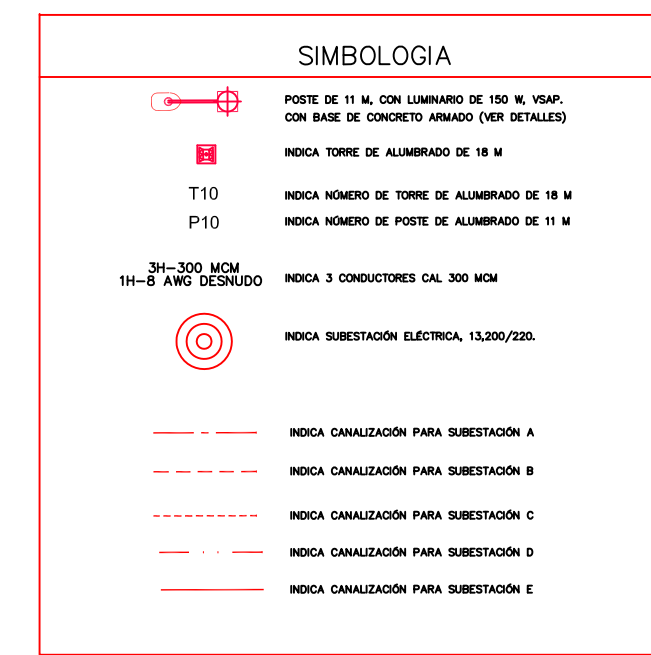 SIMBOLOGIA
POSTE DE 11 M, CON LUMINARIO DE 150 W, VSAP.
CON BASE DE CONCRETO ARMADO (VER DETALLES)
INDICA TORRE DE ALUMBRADO DE 18 M
T10 INDICA NÚMERO DE TORRE DE ALUMBRADO DE 18 M
P10 INDICA NÚMERO DE POSTE DE ALUMBRADO DE 11 M
3H-300 MCM
1H-8 AWG DESNUDO INDICA 3 CONDUCTORES CAL 300 MCM
INDICA SUBESTACIÓN ELÉCTRICA, 13,200/220.
INDICA CANALIZACIÓN PARA SUBESTACIÓN A
INDICA CANALIZACIÓN PARA SUBESTACIÓN B
INDICA CANALIZACIÓN PARA SUBESTACIÓN C
INDICA CANALIZACIÓN PARA SUBESTACIÓN D
INDICA CANALIZACIÓN PARA SUBESTACIÓN E